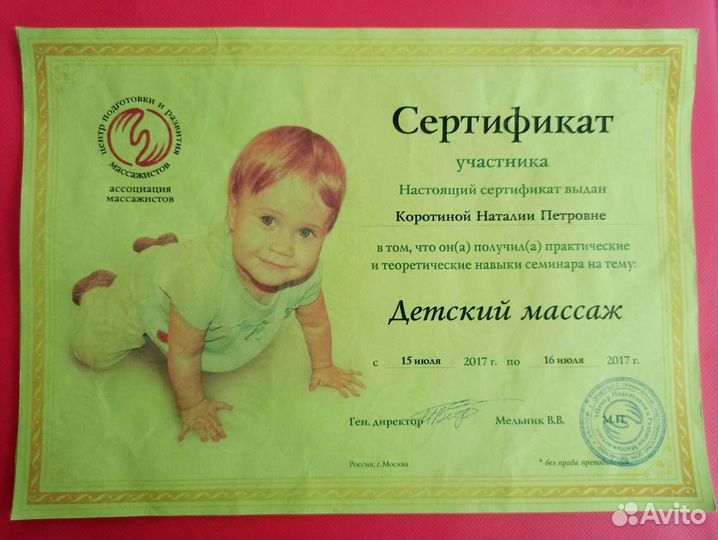 центр подготовки и развития
массажистов
ассоциация
массажистов
Сертификат
участника
Настоящий сертификат выдан
Коротиной Наталии Петровне
в том, что он(а) получил(а) практические
и теоретические навыки семинара на тему:
Детский массаж
с 15 июля 2017 г. по 16 июля 2017 г.
Ген. директор Мельник В.В. М.П.
Россия, г. Москва * без права преподавания
Avito